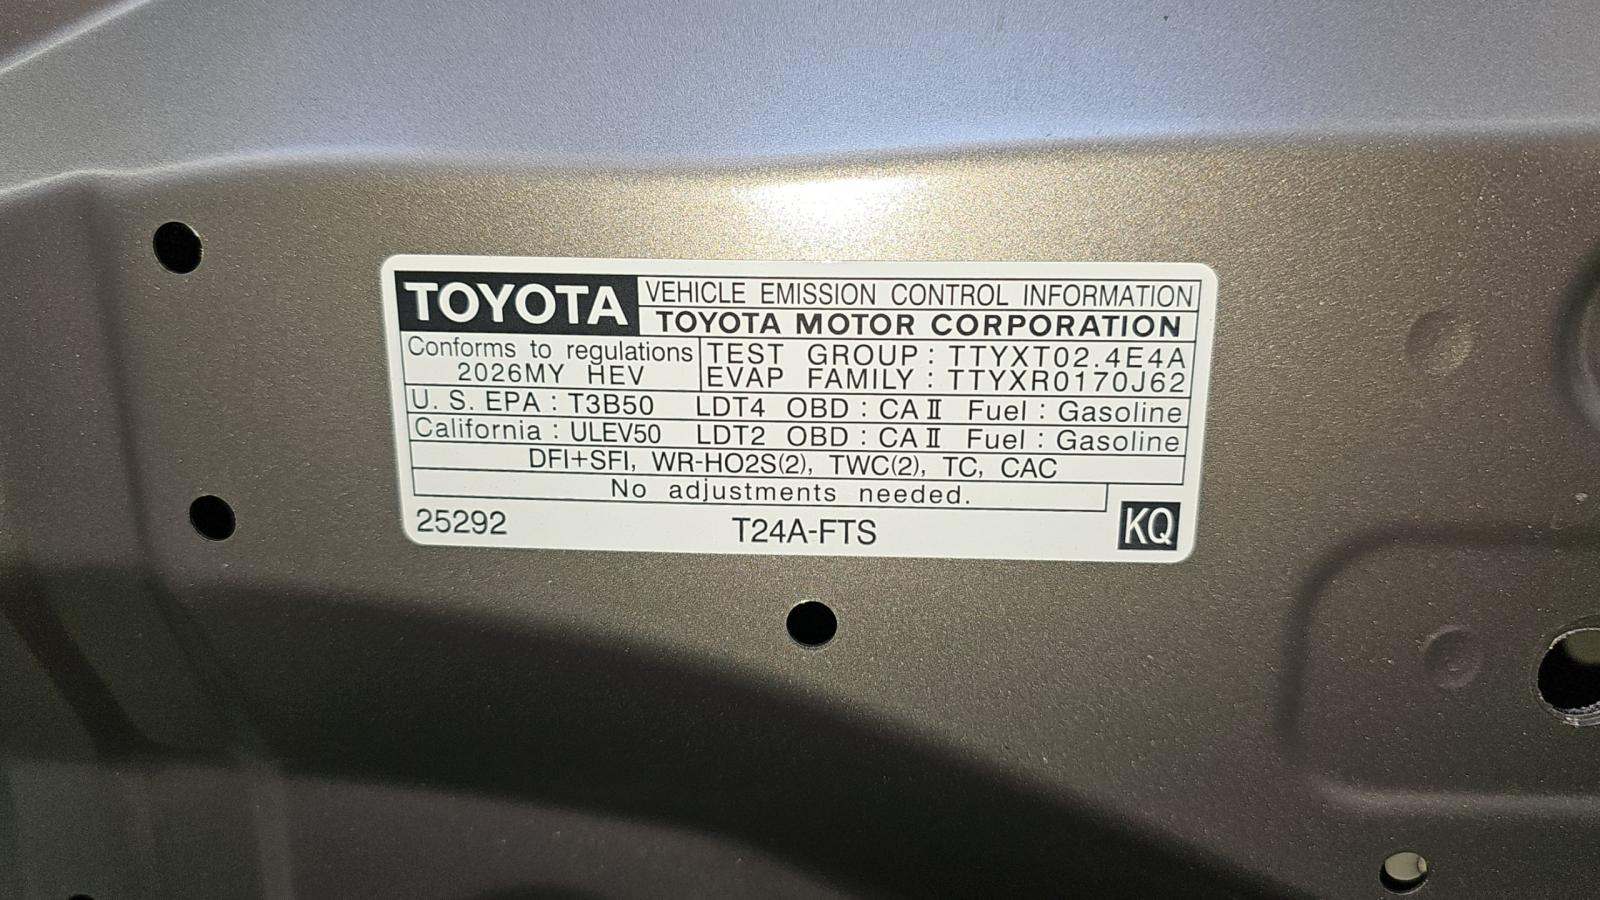 TOYOTA VEHICLE EMISSION CONTROL INFORMATION
TOYOTA MOTOR CORPORATION
Conforms to regulations
2026MY HEV
TEST GROUP : TTYXT02.4E4A
EVAP FAMILY : TTYXR0170J62
U. S. EPA : T3B50 LDT4 OBD : CA II Fuel : Gasoline
California : ULEV50 LDT2 OBD : CA II Fuel : Gasoline
DFI+SFI, WR-HO2S(2), TWC(2), TC, CAC
No adjustments needed.
25292 T24A-FTS KQ